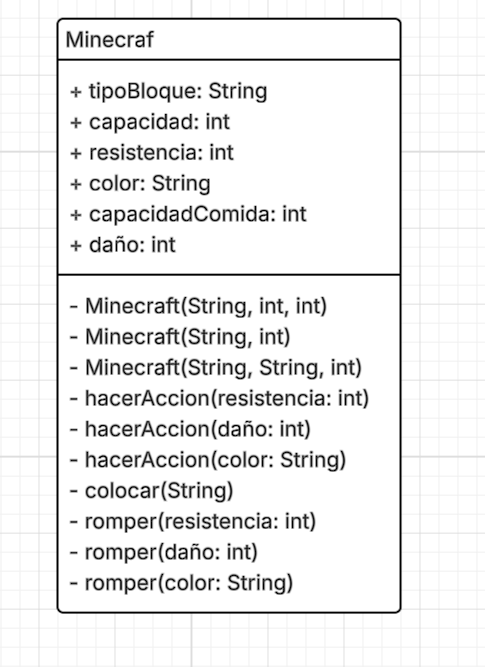 Minecraf
+ tipoBloque: String
+ capacidad: int
+ resistencia: int
+ color: String
+ capacidadComida: int
+ daño: int
- Minecraft(String, int, int)
- Minecraft(String, int)
- Minecraft(String, String, int)
- hacerAccion(resistencia: int)
- hacerAccion(daño: int)
- hacerAccion(color: String)
- colocar(String)
- romper(resistencia: int)
- romper(daño: int)
- romper(color: String)